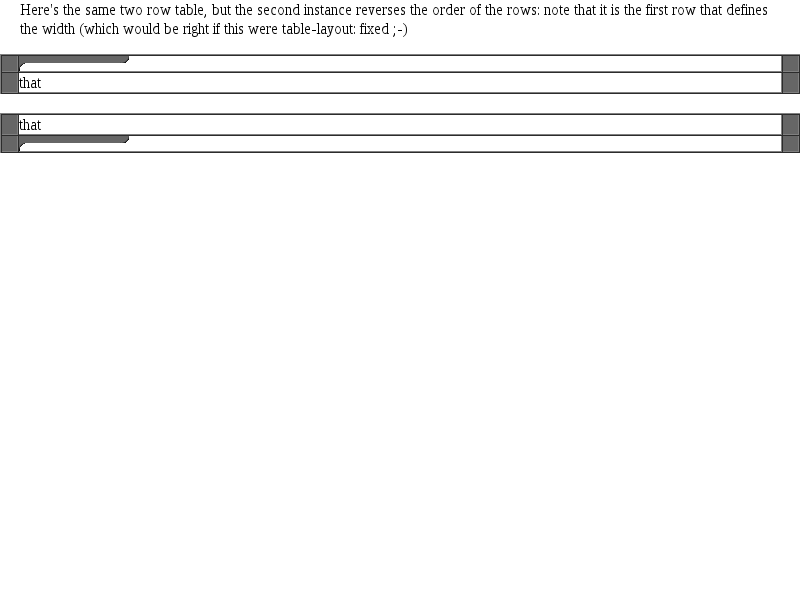 Here's the same two row table, but the second instance reverses the order of the rows: note that it is the first row that defines
the width (which would be right if this were table-layout: fixed ;-)
that
that